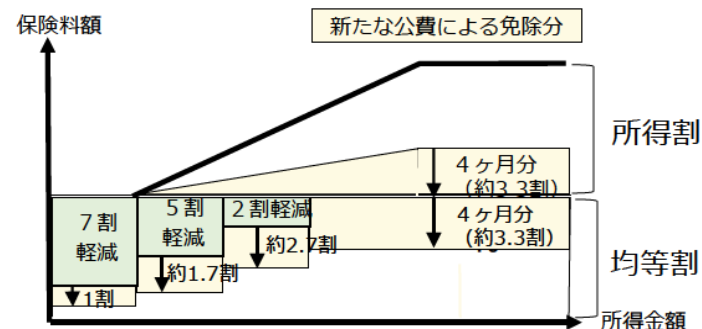 保険料額
新たな公費による免除分
所得割
4ヶ月分
(約3.3割)
7割
軽減
5割
軽減
2割軽減
4ヶ月分
(約3.3割)
約2.7割
約1.7割
1割
均等割
所得金額